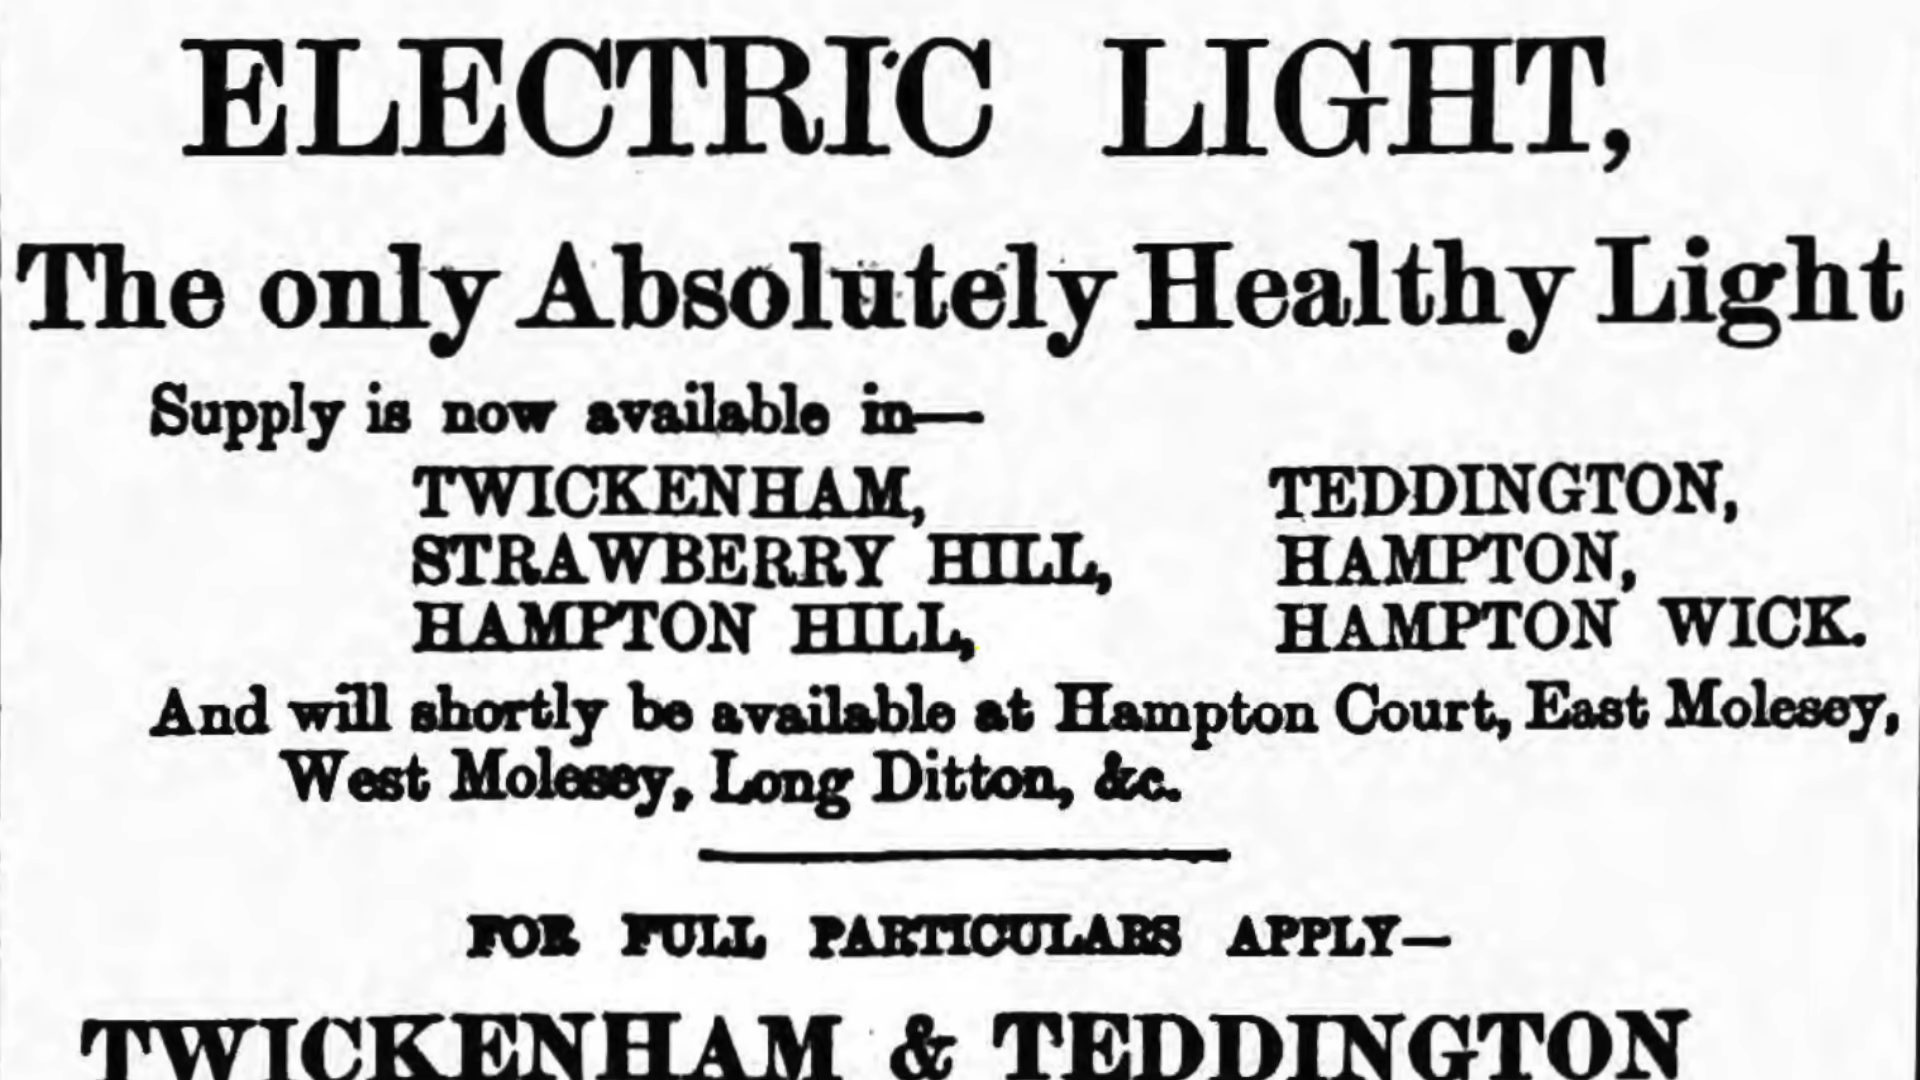 ELECTRIC LIGHT,
The only Absolutely Healthy Light
Supply is now available in—
TWICKENHAM, TEDDINGTON,
STRAWBERRY HILL, HAMPTON,
HAMPTON HILL, HAMPTON WICK.
And will shortly be available at Hampton Court, East Molesey,
West Molesey, Long Ditton, &c.
FOR FULL PARTICULARS APPLY—
TWICKENHAM & TEDDINGTON